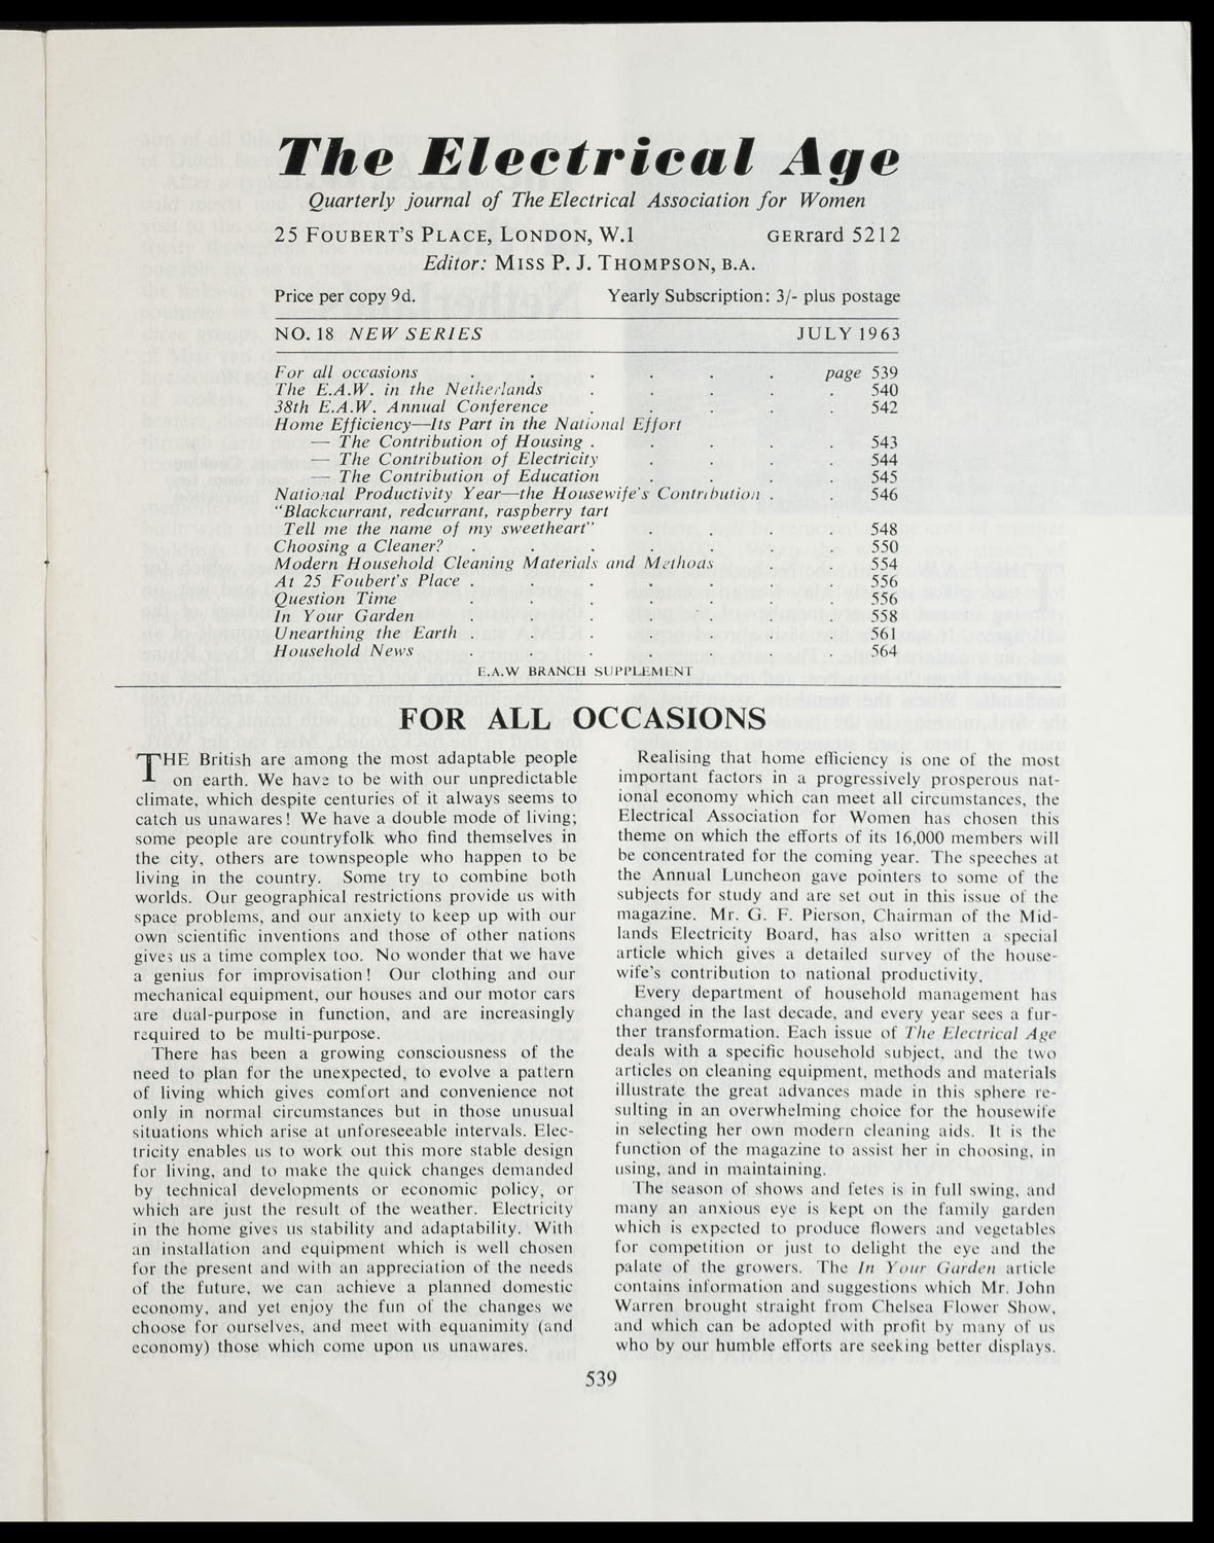 The Electrical Age
Quarterly journal of The Electrical Association for Women
25 FOUBERT'S PLACE, LONDON, W.1 GERrard 5212
Editor: MISS P. J. THOMPSON, B.A.
Price per copy 9d. Yearly Subscription: 3/- plus postage
NO. 18 NEW SERIES JULY 1963
For all occasions . . . . . . page 539
The E.A.W. in the Netherlands . . . . . 540
38th E.A.W. Annual Conference . . . . . 542
Home Efficiency—Its Part in the National Effort
— The Contribution of Housing . . . . . 543
— The Contribution of Electricity . . . . 544
— The Contribution of Education . . . . 545
National Productivity Year—the Housewife's Contribution . . 546
"Blackcurrant, redcurrant, raspberry tart
Tell me the name of my sweetheart" . . . . 548
Choosing a Cleaner? . . . . . . . 550
Modern Household Cleaning Materials and Methods . . 554
At 25 Foubert's Place . . . . . . . 556
Question Time . . . . . . . 556
In Your Garden . . . . . . . 558
Unearthing the Earth . . . . . . . 561
Household News . . . . . . . 564
E.A.W BRANCH SUPPLEMENT
FOR ALL OCCASIONS
THE British are among the most adaptable people
on earth. We have to be with our unpredictable
climate, which despite centuries of it always seems to
catch us unawares! We have a double mode of living;
some people are countryfolk who find themselves in
the city, others are townspeople who happen to be
living in the country. Some try to combine both
worlds. Our geographical restrictions provide us with
space problems, and our anxiety to keep up with our
own scientific inventions and those of other nations
gives us a time complex too. No wonder that we have
a genius for improvisation! Our clothing and our
mechanical equipment, our houses and our motor cars
are dual-purpose in function, and are increasingly
required to be multi-purpose.
There has been a growing consciousness of the
need to plan for the unexpected, to evolve a pattern
of living which gives comfort and convenience not
only in normal circumstances but in those unusual
situations which arise at unforeseeable intervals. Elec-
tricity enables us to work out this more stable design
for living, and to make the quick changes demanded
by technical developments or economic policy, or
which are just the result of the weather. Electricity
in the home gives us stability and adaptability. With
an installation and equipment which is well chosen
for the present and with an appreciation of the needs
of the future, we can achieve a planned domestic
economy, and yet enjoy the fun of the changes we
choose for ourselves, and meet with equanimity (and
economy) those which come upon us unawares.
Realising that home efficiency is one of the most
important factors in a progressively prosperous nat-
ional economy which can meet all circumstances, the
Electrical Association for Women has chosen this
theme on which the efforts of its 16,000 members will
be concentrated for the coming year. The speeches at
the Annual Luncheon gave pointers to some of the
subjects for study and are set out in this issue of the
magazine. Mr. G. F. Pierson, Chairman of the Mid-
lands Electricity Board, has also written a special
article which gives a detailed survey of the house-
wife's contribution to national productivity.
Every department of household management has
changed in the last decade, and every year sees a fur-
ther transformation. Each issue of The Electrical Age
deals with a specific household subject, and the two
articles on cleaning equipment, methods and materials
illustrate the great advances made in this sphere re-
sulting in an overwhelming choice for the housewife
in selecting her own modern cleaning aids. It is the
function of the magazine to assist her in choosing, in
using, and in maintaining.
The season of shows and fetes is in full swing, and
many an anxious eye is kept on the family garden
which is expected to produce flowers and vegetables
for competition or just to delight the eye and the
palate of the growers. The In Your Garden article
contains information and suggestions which Mr. John
Warren brought straight from Chelsea Flower Show,
and which can be adopted with profit by many of us
who by our humble efforts are seeking better displays.
539